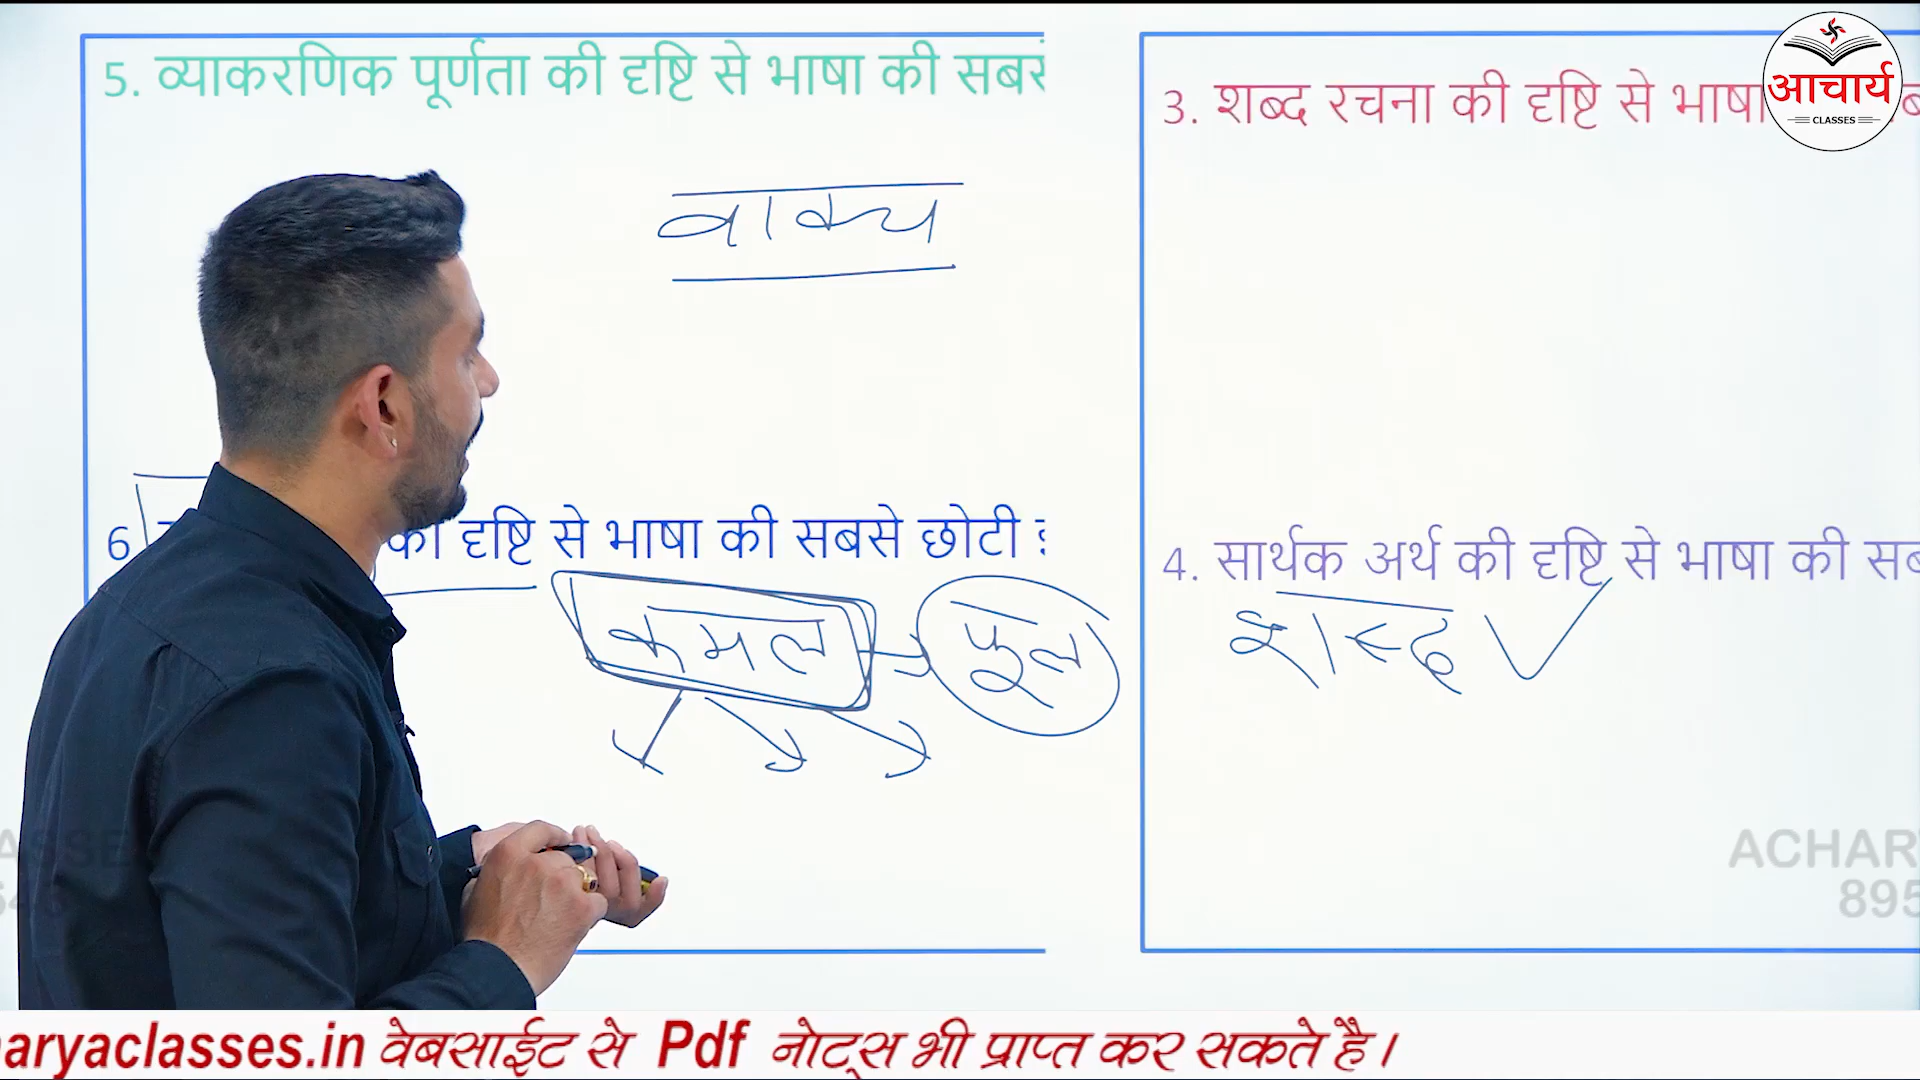 5. व्याकरणिक पूर्णता की दृष्टि से भाषा की सबसे
वाक्य
6
की दृष्टि से भाषा की सबसे छोटी
कमल
फूल
3. शब्द रचना की दृष्टि से भाषा
4. सार्थक अर्थ की दृष्टि से भाषा की सब
शब्द
आचार्य
CLASSES
ASSE
ACHAR
895
aryaclasses.in वेबसाईट से Pdf नोट्स भी प्राप्त कर सकते है।